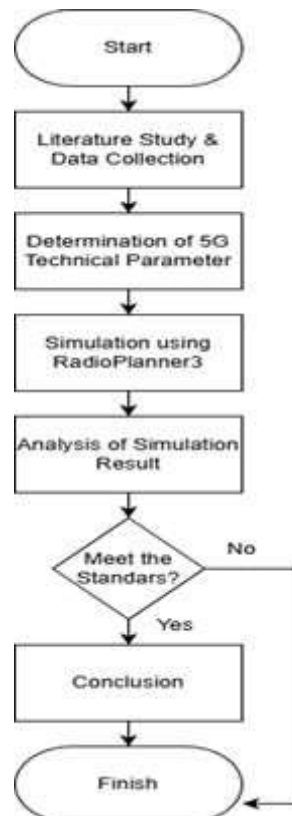 Start
Literature Study &
Data Collection
Determination of 5G
Technical Parameter
Simulation using
RadioPlanner3
Analysis of Simulation
Result
Meet the
Standars?
No
Yes
Conclusion
Finish